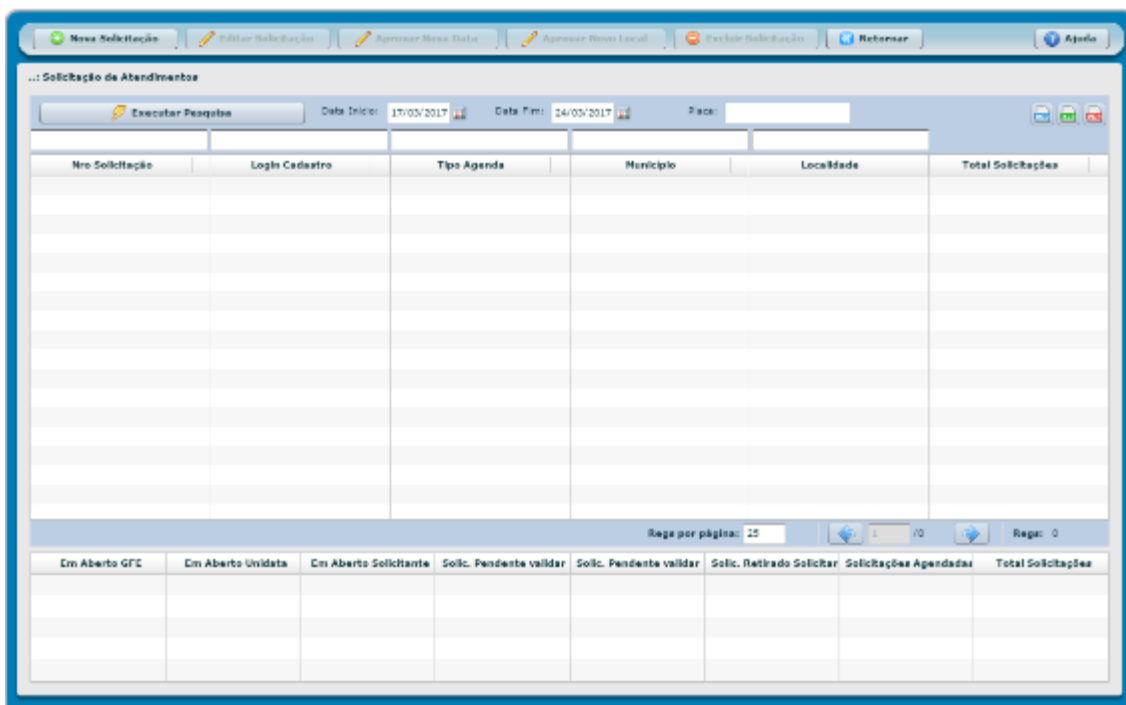 Nova Solicitação Editar Solicitação Aprovar Nova Data Aprovar Novo Local Excluir Solicitação Retornar Ajuda
..: Solicitação de Atendimentos
Executar Pesquisa Data Início: 17/03/2017 Data Fim: 24/03/2017 Placa:
Nro Solicitação Login Cadastro Tipo Agenda Município Localidade Total Solicitações
Regs por página: 25 1 /0 Regs: 0
Em Aberto GFE Em Aberto Unidata Em Aberto Solicitante Solic. Pendente validar Solic. Pendente validar Solic. Retirado Solicitar Solicitações Agendadas Total Solicitações